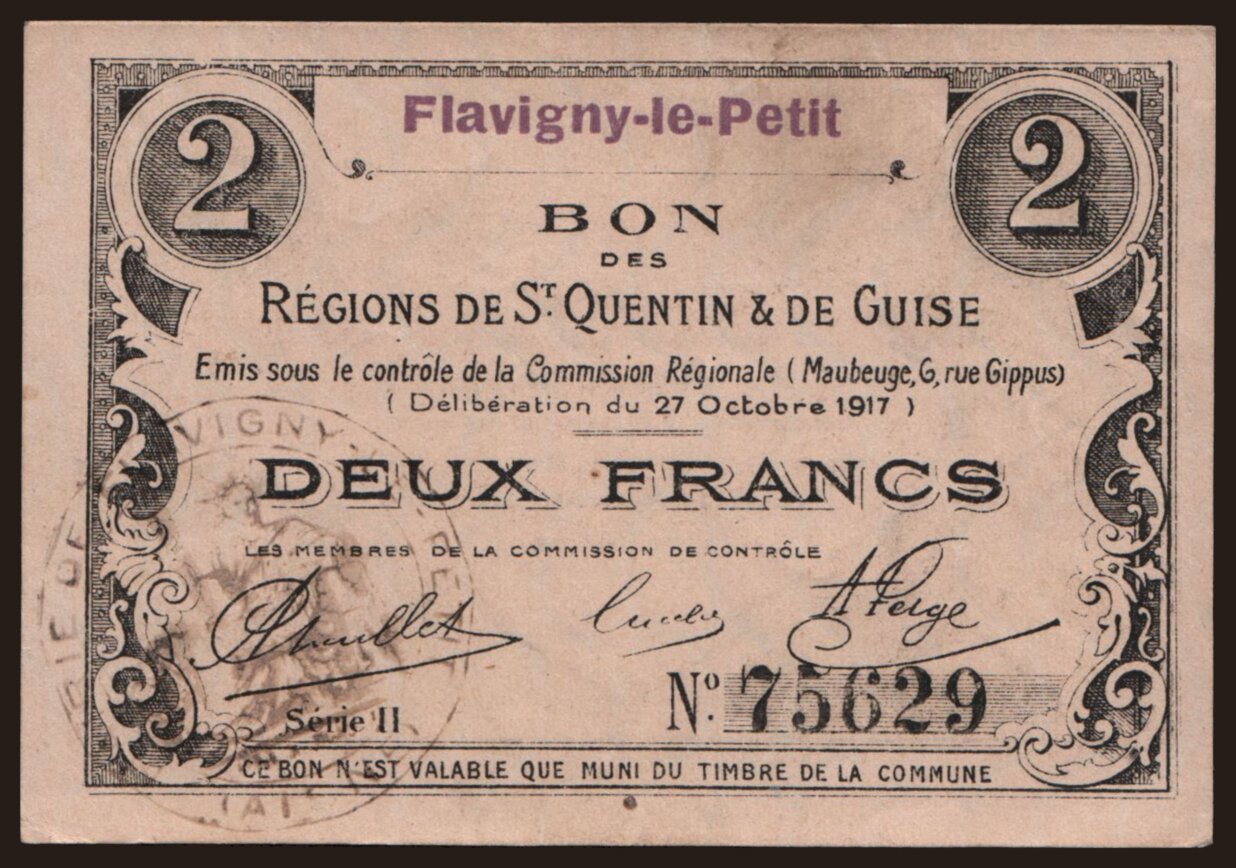 2 Flavigny-le-Petit 2
BON
DES
RÉGIONS DE ST. QUENTIN & DE GUISE
Emis sous le contrôle de la Commission Régionale (Maubeuge, 6, rue Gippus)
( Délibération du 27 Octobre 1917 )
DEUX FRANCS
LES MEMBRES DE LA COMMISSION DE CONTRÔLE
Série II
No. 75629
CE BON N'EST VALABLE QUE MUNI DU TIMBRE DE LA COMMUNE